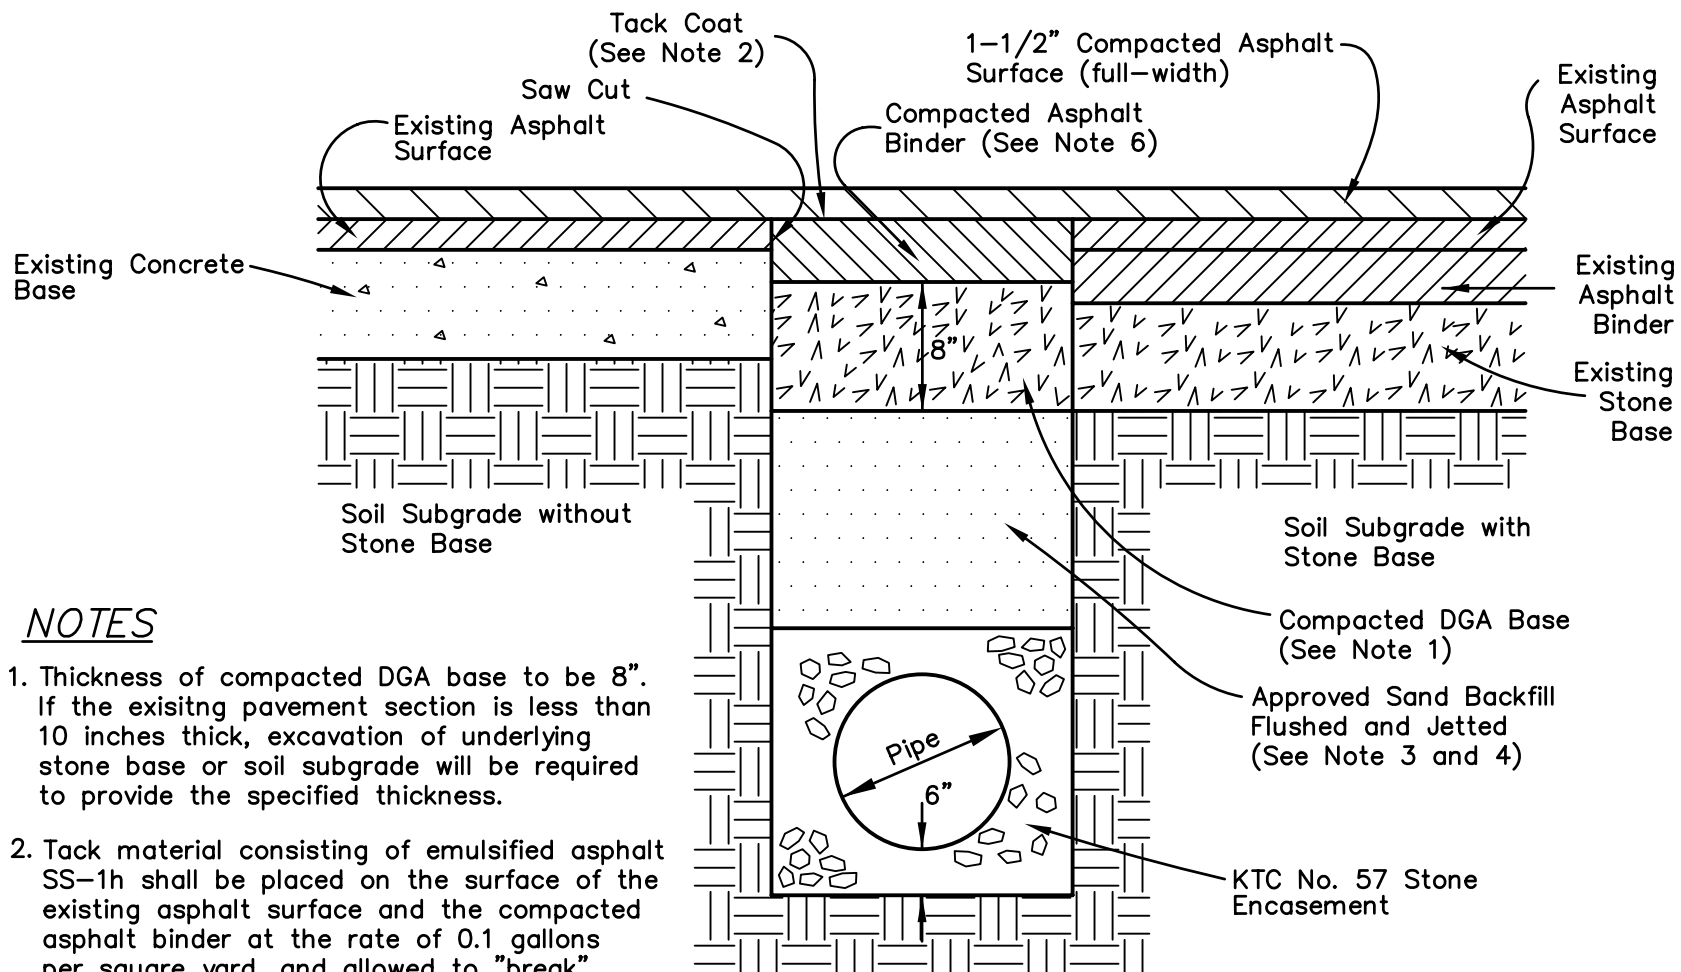 Tack Coat
(See Note 2)
Saw Cut
Existing Asphalt
Surface
1-1/2" Compacted Asphalt
Surface (full-width)
Compacted Asphalt
Binder (See Note 6)
Existing
Asphalt
Surface
Existing Concrete
Base
Existing
Asphalt
Binder
8"
Existing
Stone
Base
Soil Subgrade without
Stone Base
Soil Subgrade with
Stone Base
Compacted DGA Base
(See Note 1)
Approved Sand Backfill
Flushed and Jetted
(See Note 3 and 4)
Pipe
6"
KTC No. 57 Stone
Encasement
NOTES
1. Thickness of compacted DGA base to be 8".
If the exisitng pavement section is less than
10 inches thick, excavation of underlying
stone base or soil subgrade will be required
to provide the specified thickness.
2. Tack material consisting of emulsified asphalt
SS-1h shall be placed on the surface of the
existing asphalt surface and the compacted
asphalt binder at the rate of 0.1 gallons
per square yard, and allowed to "break"